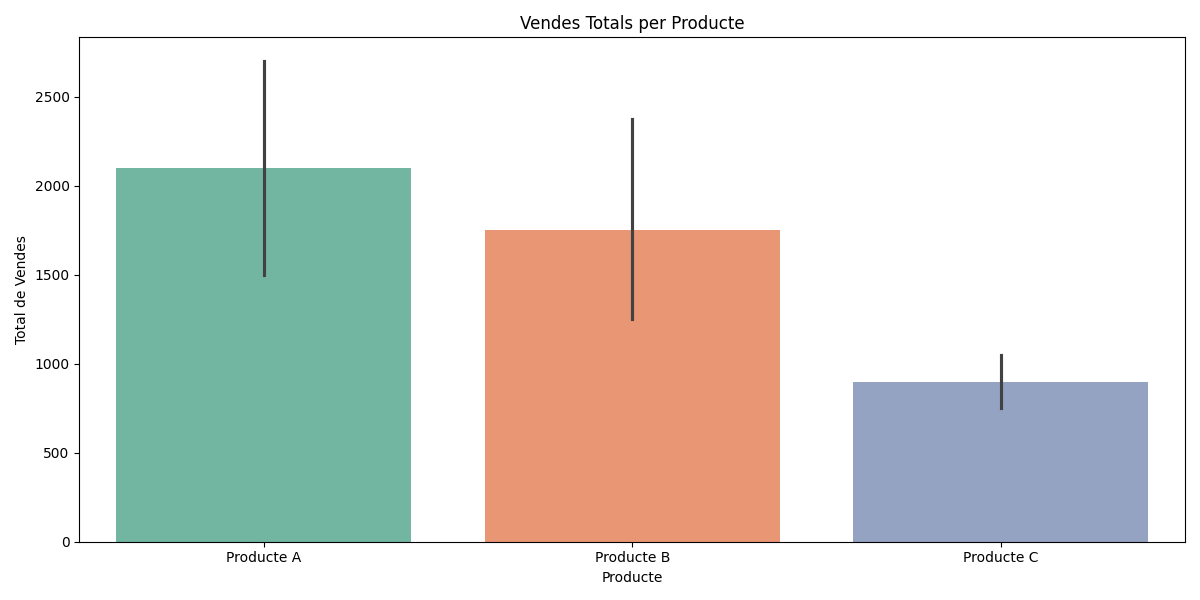 Vendes Totals per Producte
Total de Vendes
2500
2000
1500
1000
500
0
Producte A
Producte B
Producte C
Producte